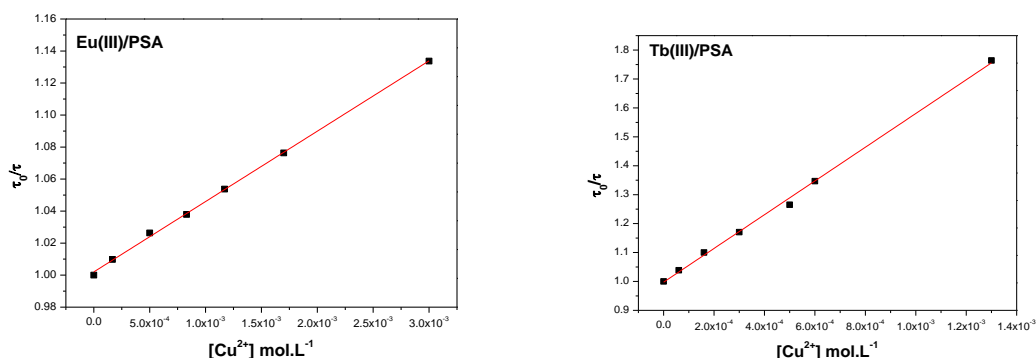 Eu(III)/PSA
τ₀/τ
1.16
1.14
1.12
1.10
1.08
1.06
1.04
1.02
1.00
0.98
0.0 5.0x10⁻⁴ 1.0x10⁻³ 1.5x10⁻³ 2.0x10⁻³ 2.5x10⁻³ 3.0x10⁻³
[Cu²⁺] mol.L⁻¹
Tb(III)/PSA
τ₀/τ
1.8
1.7
1.6
1.5
1.4
1.3
1.2
1.1
1.0
0.9
0.0 2.0x10⁻⁴ 4.0x10⁻⁴ 6.0x10⁻⁴ 8.0x10⁻⁴ 1.0x10⁻³ 1.2x10⁻³ 1.4x10⁻³
[Cu²⁺] mol.L⁻¹